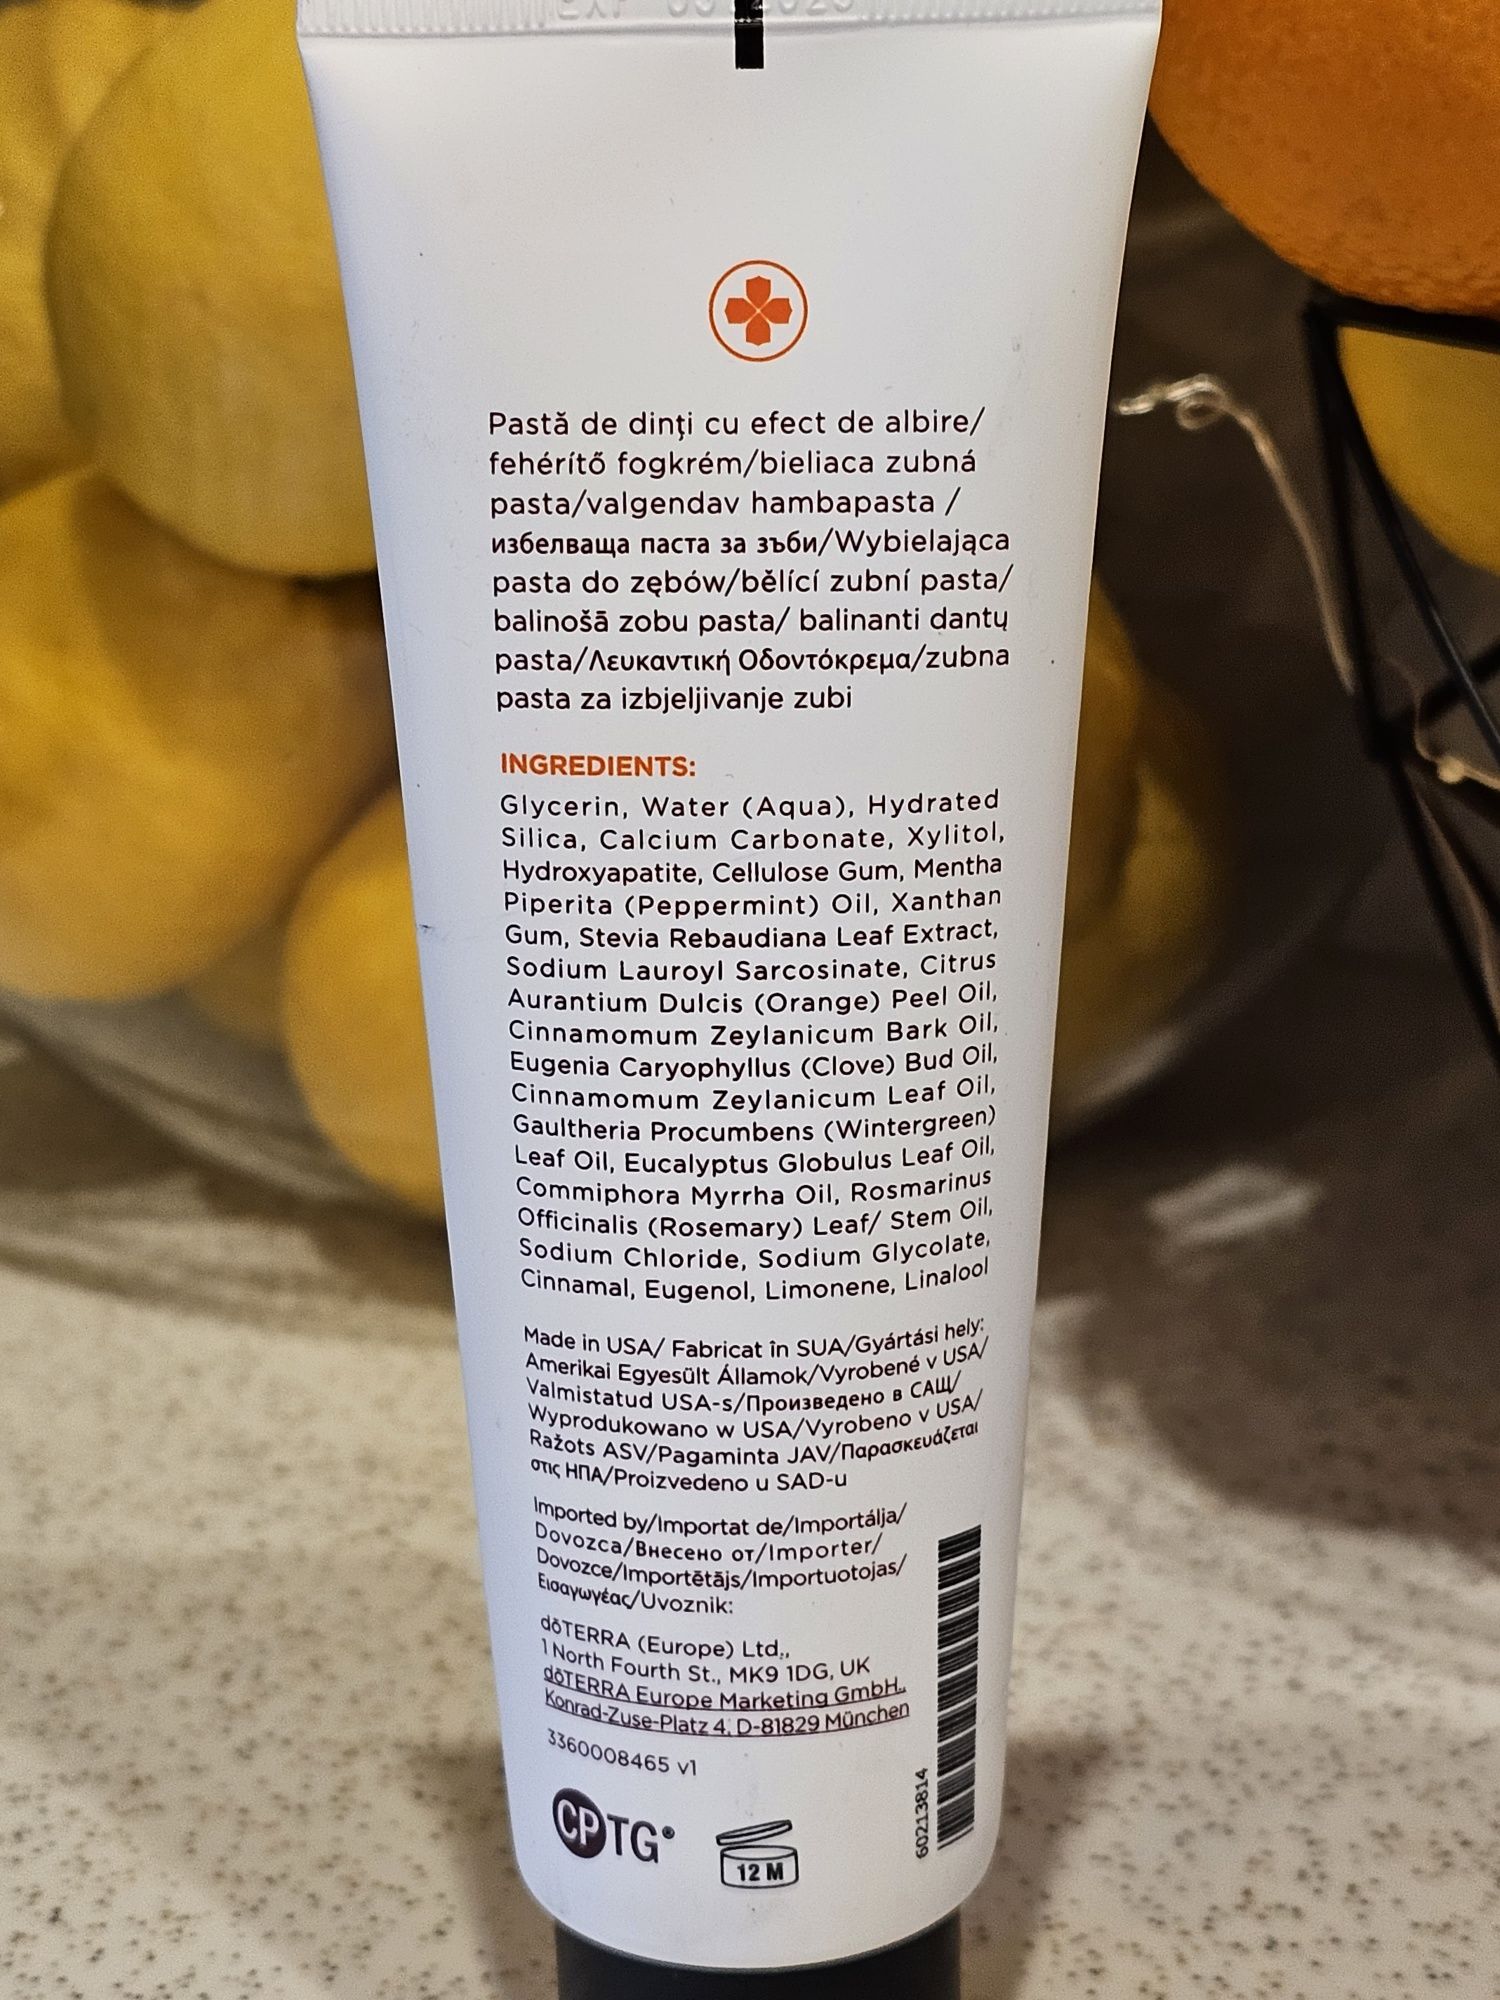 EXP
Pastă de dinți cu efect de albire/
fehérítő fogkrém/bieliaca zubná
pasta/valgendav hambapasta /
избелваща паста за зъби/Wybielająca
pasta do zębów/bělící zubní pasta/
balinošā zobu pasta/ balinanti dantų
pasta/Λευκαντική Οδοντόκρεμα/zubna
pasta za izbjeljivanje zubi
INGREDIENTS:
Glycerin, Water (Aqua), Hydrated
Silica, Calcium Carbonate, Xylitol,
Hydroxyapatite, Cellulose Gum, Mentha
Piperita (Peppermint) Oil, Xanthan
Gum, Stevia Rebaudiana Leaf Extract,
Sodium Lauroyl Sarcosinate, Citrus
Aurantium Dulcis (Orange) Peel Oil,
Cinnamomum Zeylanicum Bark Oil,
Eugenia Caryophyllus (Clove) Bud Oil,
Cinnamomum Zeylanicum Leaf Oil,
Gaultheria Procumbens (Wintergreen)
Leaf Oil, Eucalyptus Globulus Leaf Oil,
Commiphora Myrrha Oil, Rosmarinus
Officinalis (Rosemary) Leaf/ Stem Oil,
Sodium Chloride, Sodium Glycolate,
Cinnamal, Eugenol, Limonene, Linalool
Made in USA/ Fabricat în SUA/Gyártási hely:
Amerikai Egyesült Államok/Vyrobené v USA/
Valmistatud USA-s/Произведено в САЩ/
Wyprodukowano w USA/Vyrobeno v USA/
Ražots ASV/Pagaminta JAV/Παρασκευάζεται
στις ΗΠΑ/Proizvedeno u SAD-u
Imported by/Importat de/Importálja/
Dovozca/Внесено от/Importer/
Dovozce/Importētājs/Importuotojas/
Εισαγωγέας/Uvoznik:
dōTERRA (Europe) Ltd.,
1 North Fourth St., MK9 1DG, UK
dōTERRA Europe Marketing GmbH.,
Konrad-Zuse-Platz 4, D-81829 München
3360008465 v1
CPTG®
12 M
60213814